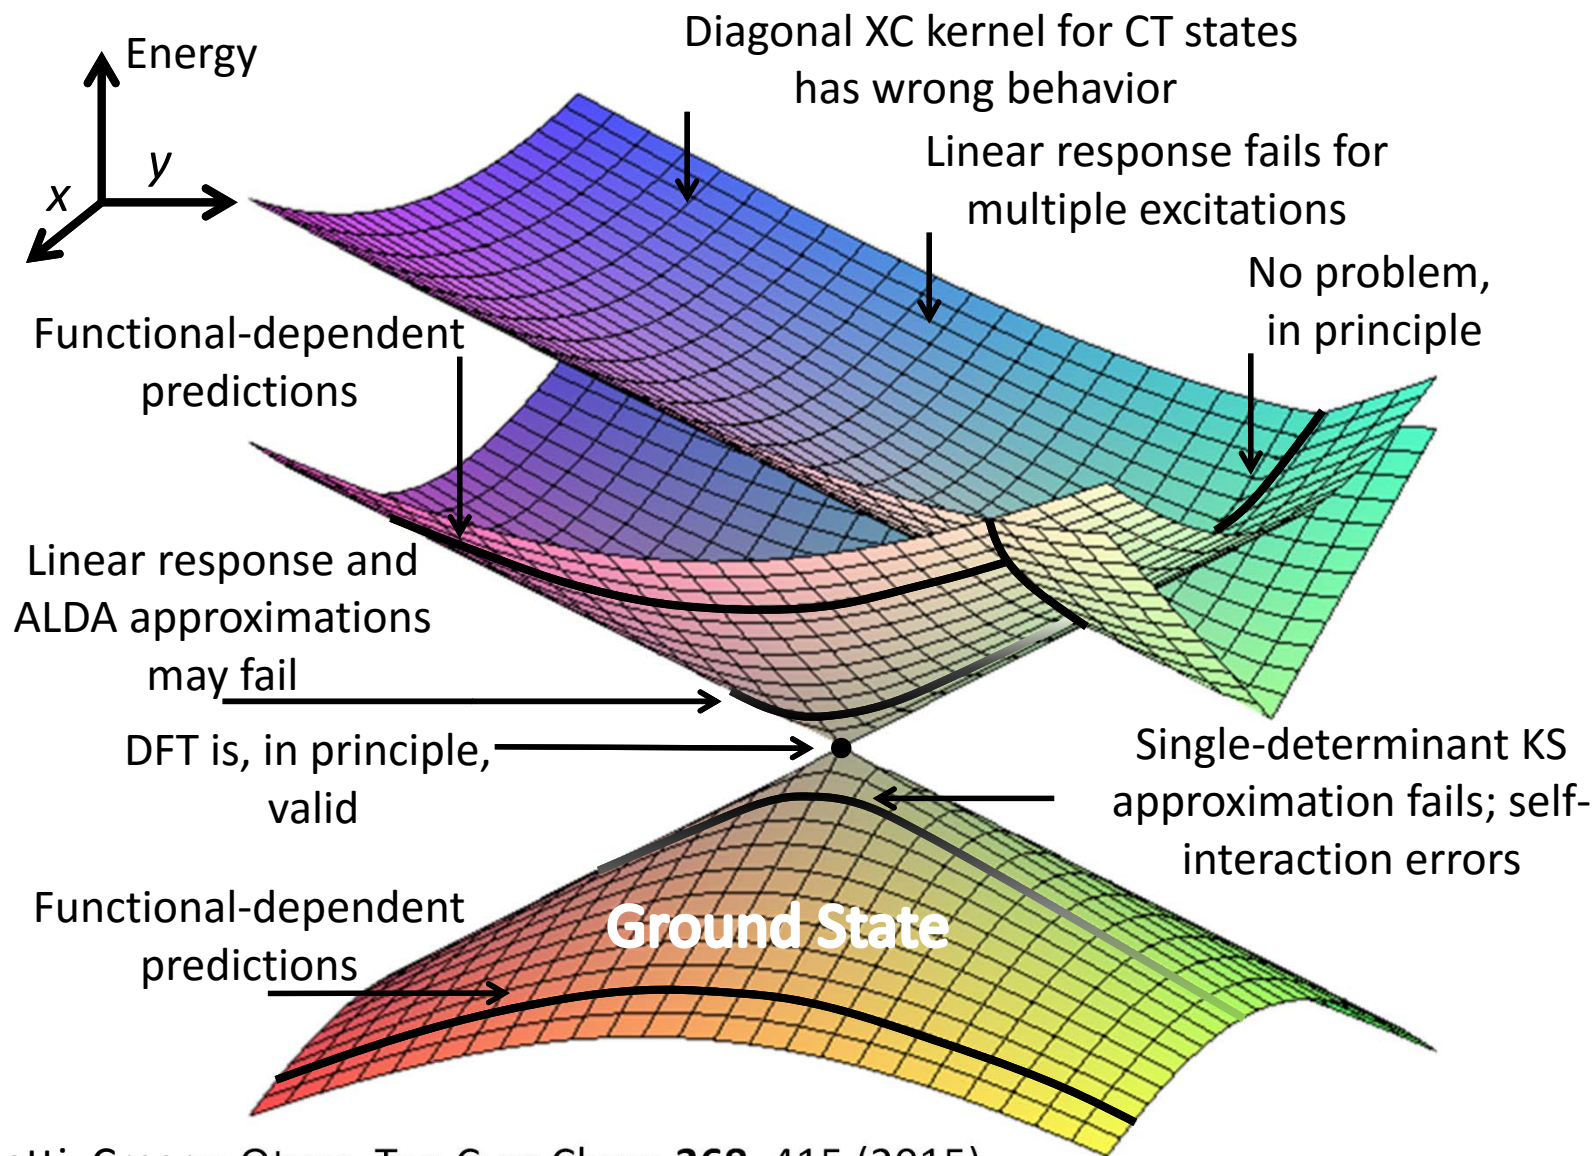 Energy
y
x
Diagonal XC kernel for CT states
has wrong behavior
Linear response fails for
multiple excitations
No problem,
in principle
Functional-dependent
predictions
Linear response and
ALDA approximations
may fail
DFT is, in principle,
valid
Single-determinant KS
approximation fails; self-
interaction errors
Functional-dependent
predictions
Ground State
415 (2015)